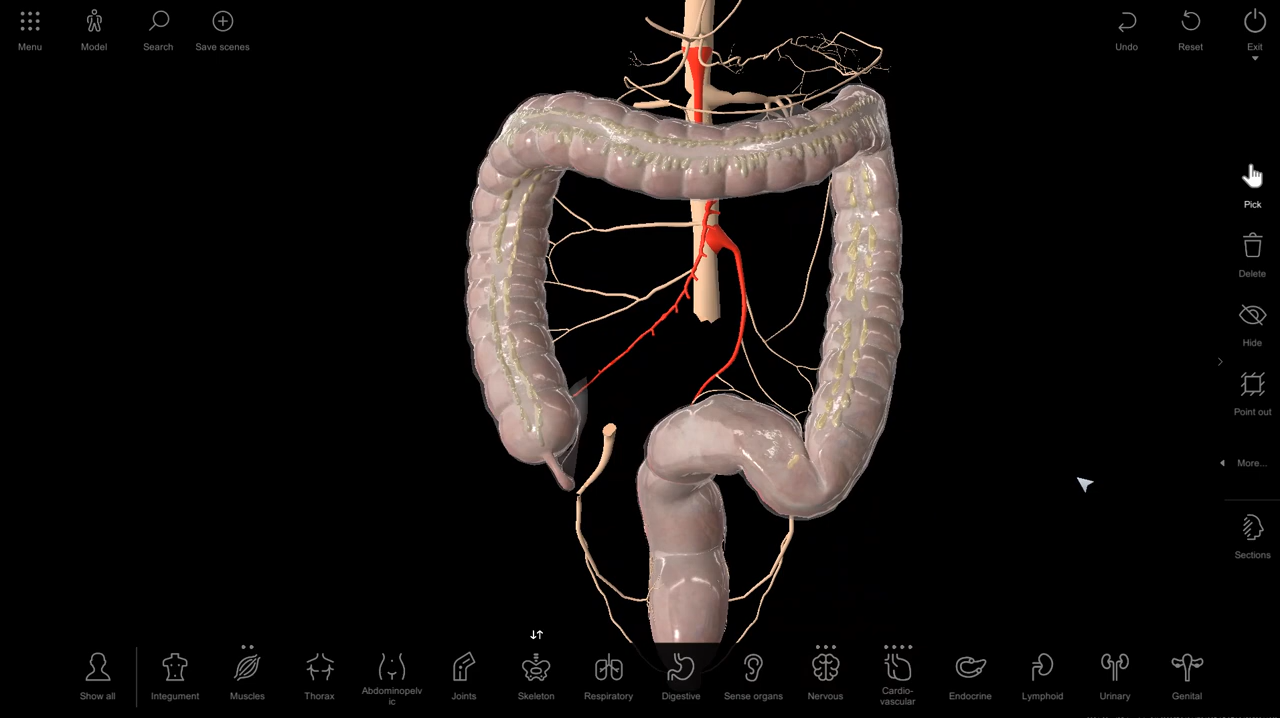 Menu
Model
Search
Save scenes
Undo
Reset
Exit
Pick
Delete
Hide
Point out
More...
Sections
Show all
Integument
Muscles
Thorax
Abdominopelv
ic
Joints
Skeleton
Respiratory
Digestive
Sense organs
Nervous
Cardio-
vascular
Endocrine
Lymphoid
Urinary
Genital